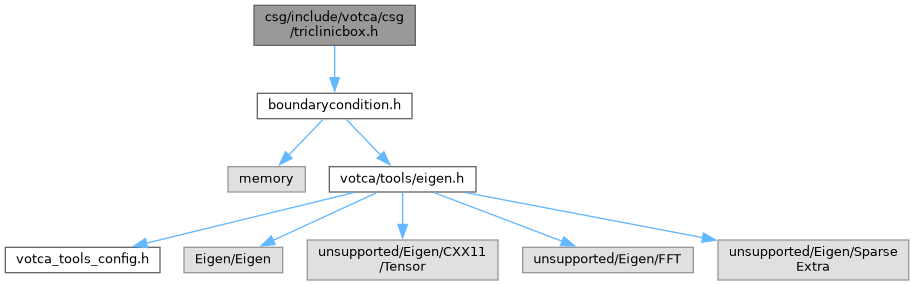 csg/include/votca/csg
/triclinicbox.h
boundarycondition.h
memory
votca/tools/eigen.h
votca_tools_config.h
Eigen/Eigen
unsupported/Eigen/CXX11
/Tensor
unsupported/Eigen/FFT
unsupported/Eigen/Sparse
Extra